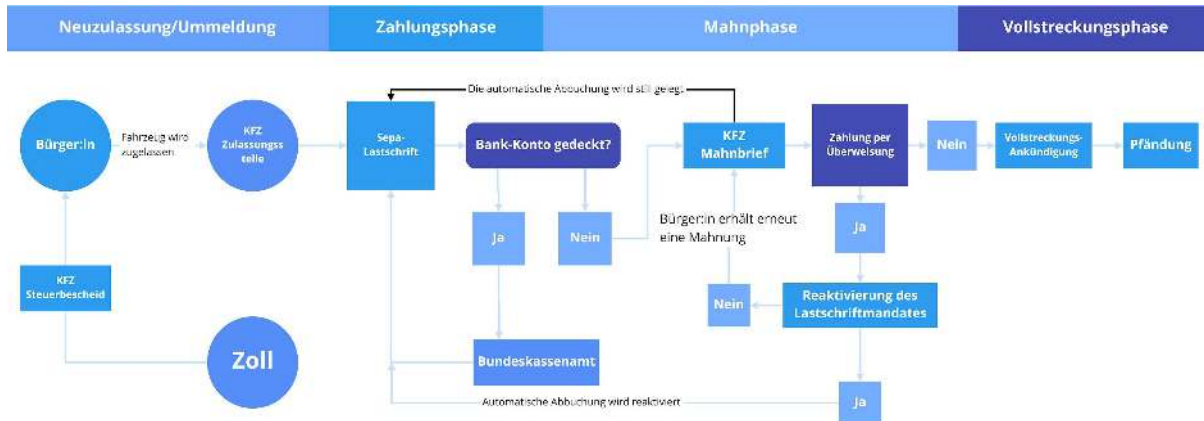 Neuzulassung/Ummeldung
Zahlungsphase
Mahnphase
Vollstreckungsphase
Die automatische Abbuchung wird still gelegt
Bürger:in
Fahrzeug wird
zugelassen
KFZ
Zulassungss
teile
Sepa-
Lastschrift
Bank-Konto gedeckt?
KFZ
Mahnbrief
Zahlung per
Überweisung
Nein
Vollstreckungs-
Ankündigung
Pfändung
Ja
Nein
Bürger:in erhält erneut
eine Mahnung
Ja
KFZ
Steuerbescheid
Nein
Reaktivierung des
Lastschriftmandates
Zoll
Bundeskassenamt
Automatische Abbuchung wird reaktiviert
Ja